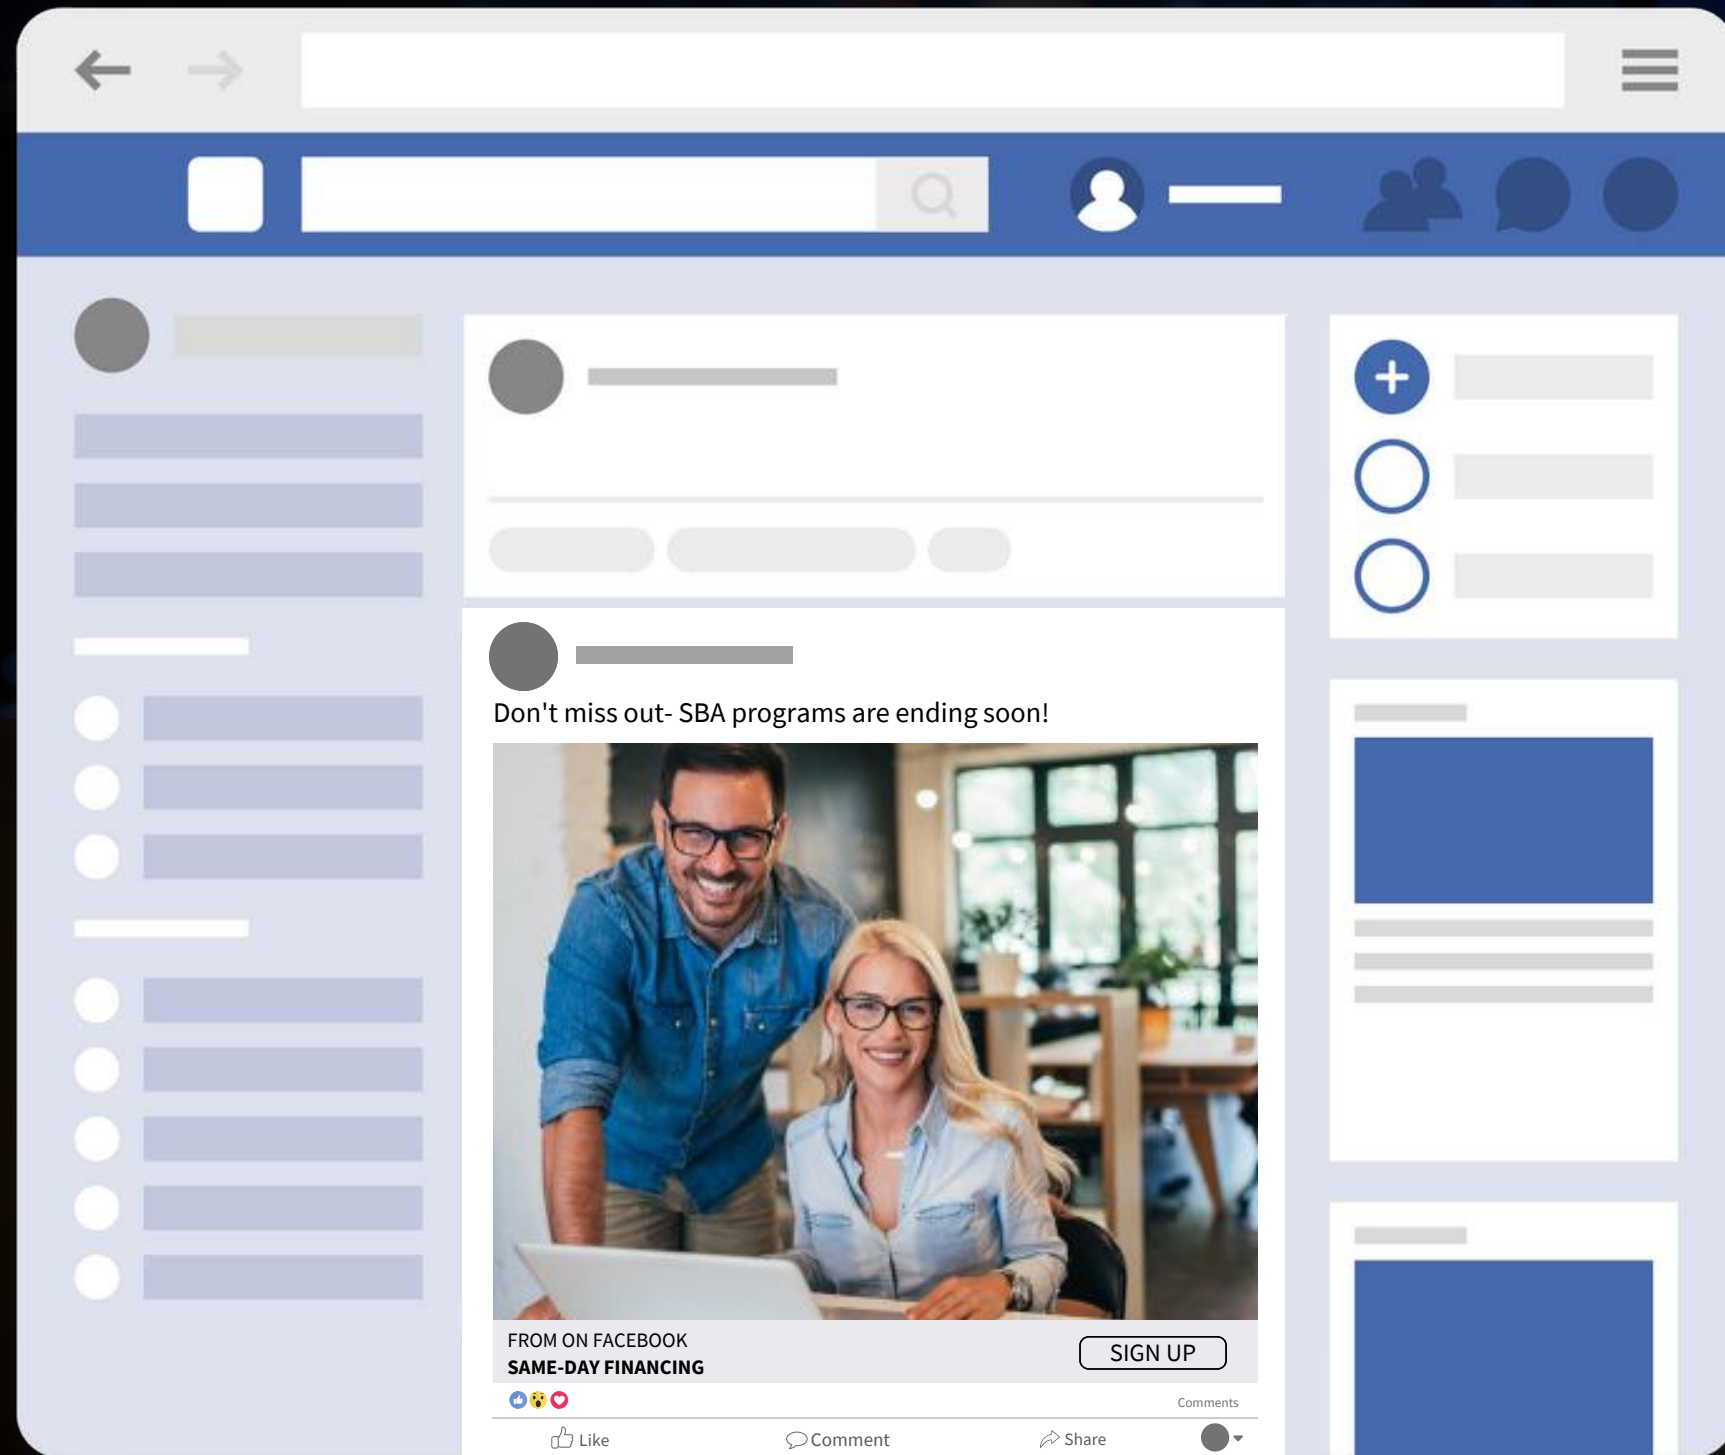 Don't miss out- SBA programs are ending soon!
FROM ON FACEBOOK
SAME-DAY FINANCING
SIGN UP
Comments
Like
Comment
Share